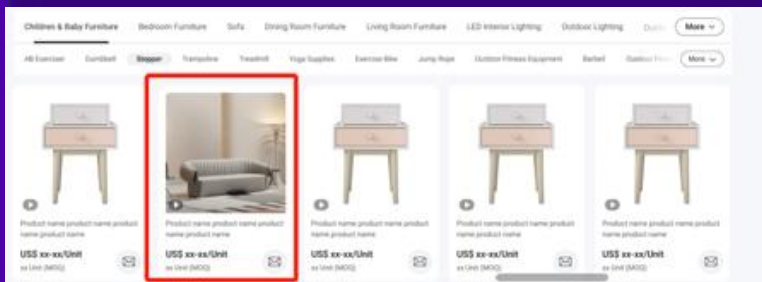 Children & Baby Furniture Bedroom Furniture Sofa Dining Room Furniture Living Room Furniture LED Interior Lighting Outdoor Lighting More
AB Exerciser Dumbbell Stepper Trampoline Treadmill Yoga Supplies Exercise Bike Jump Rope Outdoor Fitness Equipment Barbell Outdoor More
Product name product name product
name product name
US$ xx-xx/Unit
xx Unit (MOQ)
Product name product name product
name product name
US$ xx-xx/Unit
xx Unit (MOQ)
Product name product name product
name product name
US$ xx-xx/Unit
xx Unit (MOQ)
Product name product name product
name product name
US$ xx-xx/Unit
xx Unit (MOQ)
Product name product name product
name product name
US$ xx-xx/Unit
xx Unit (MOQ)